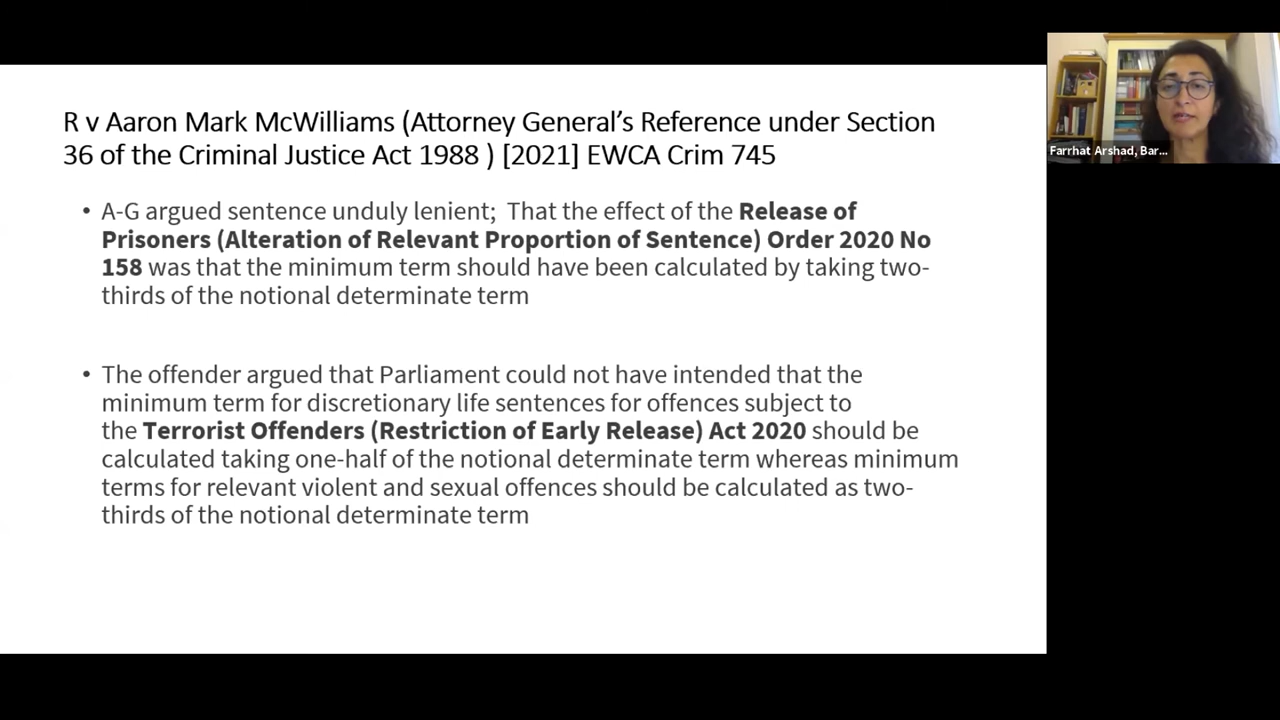 R v Aaron Mark McWilliams (Attorney General’s Reference under Section
36 of the Criminal Justice Act 1988 ) [2021] EWCA Crim 745
• A-G argued sentence unduly lenient;  That the effect of the Release of
Prisoners (Alteration of Relevant Proportion of Sentence) Order 2020 No
158 was that the minimum term should have been calculated by taking two-
thirds of the notional determinate term
• The offender argued that Parliament could not have intended that the
minimum term for discretionary life sentences for offences subject to
the Terrorist Offenders (Restriction of Early Release) Act 2020 should be
calculated taking one-half of the notional determinate term whereas minimum
terms for relevant violent and sexual offences should be calculated as two-
thirds of the notional determinate term
Farrhat Arshad, Bar...